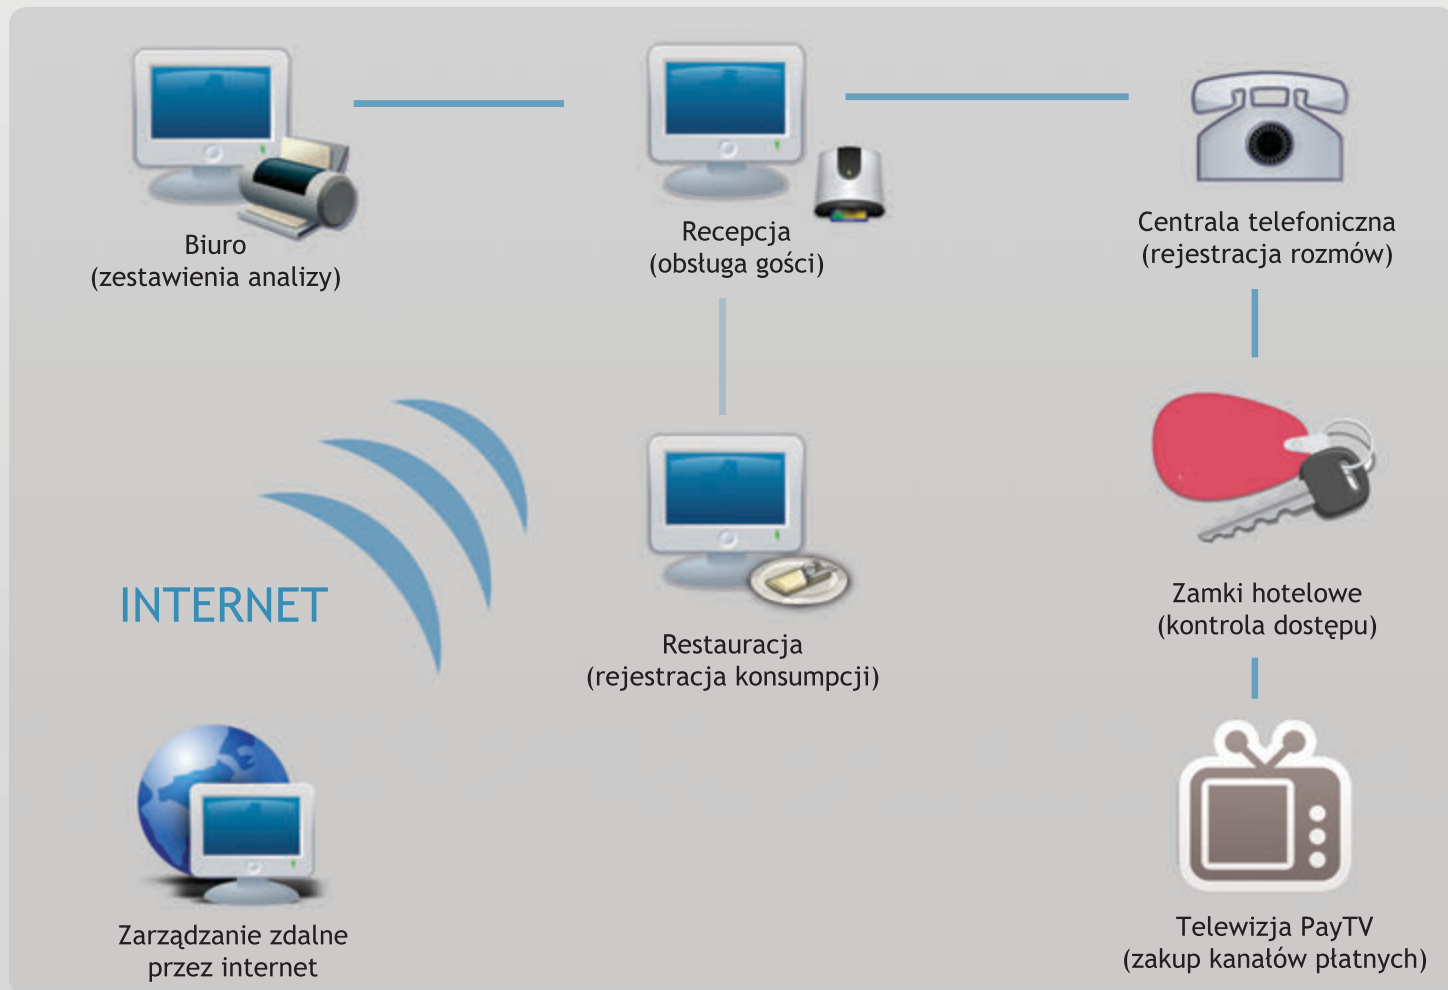 Biuro
(zestawienia analizy)
Recepcja
(obsługa gości)
Centrala telefoniczna
(rejestracja rozmów)
INTERNET
Restauracja
(rejestracja konsumpcji)
Zamki hotelowe
(kontrola dostępu)
Zarządzanie zdalne
przez internet
Telewizja PayTV
(zakup kanałów płatnych)